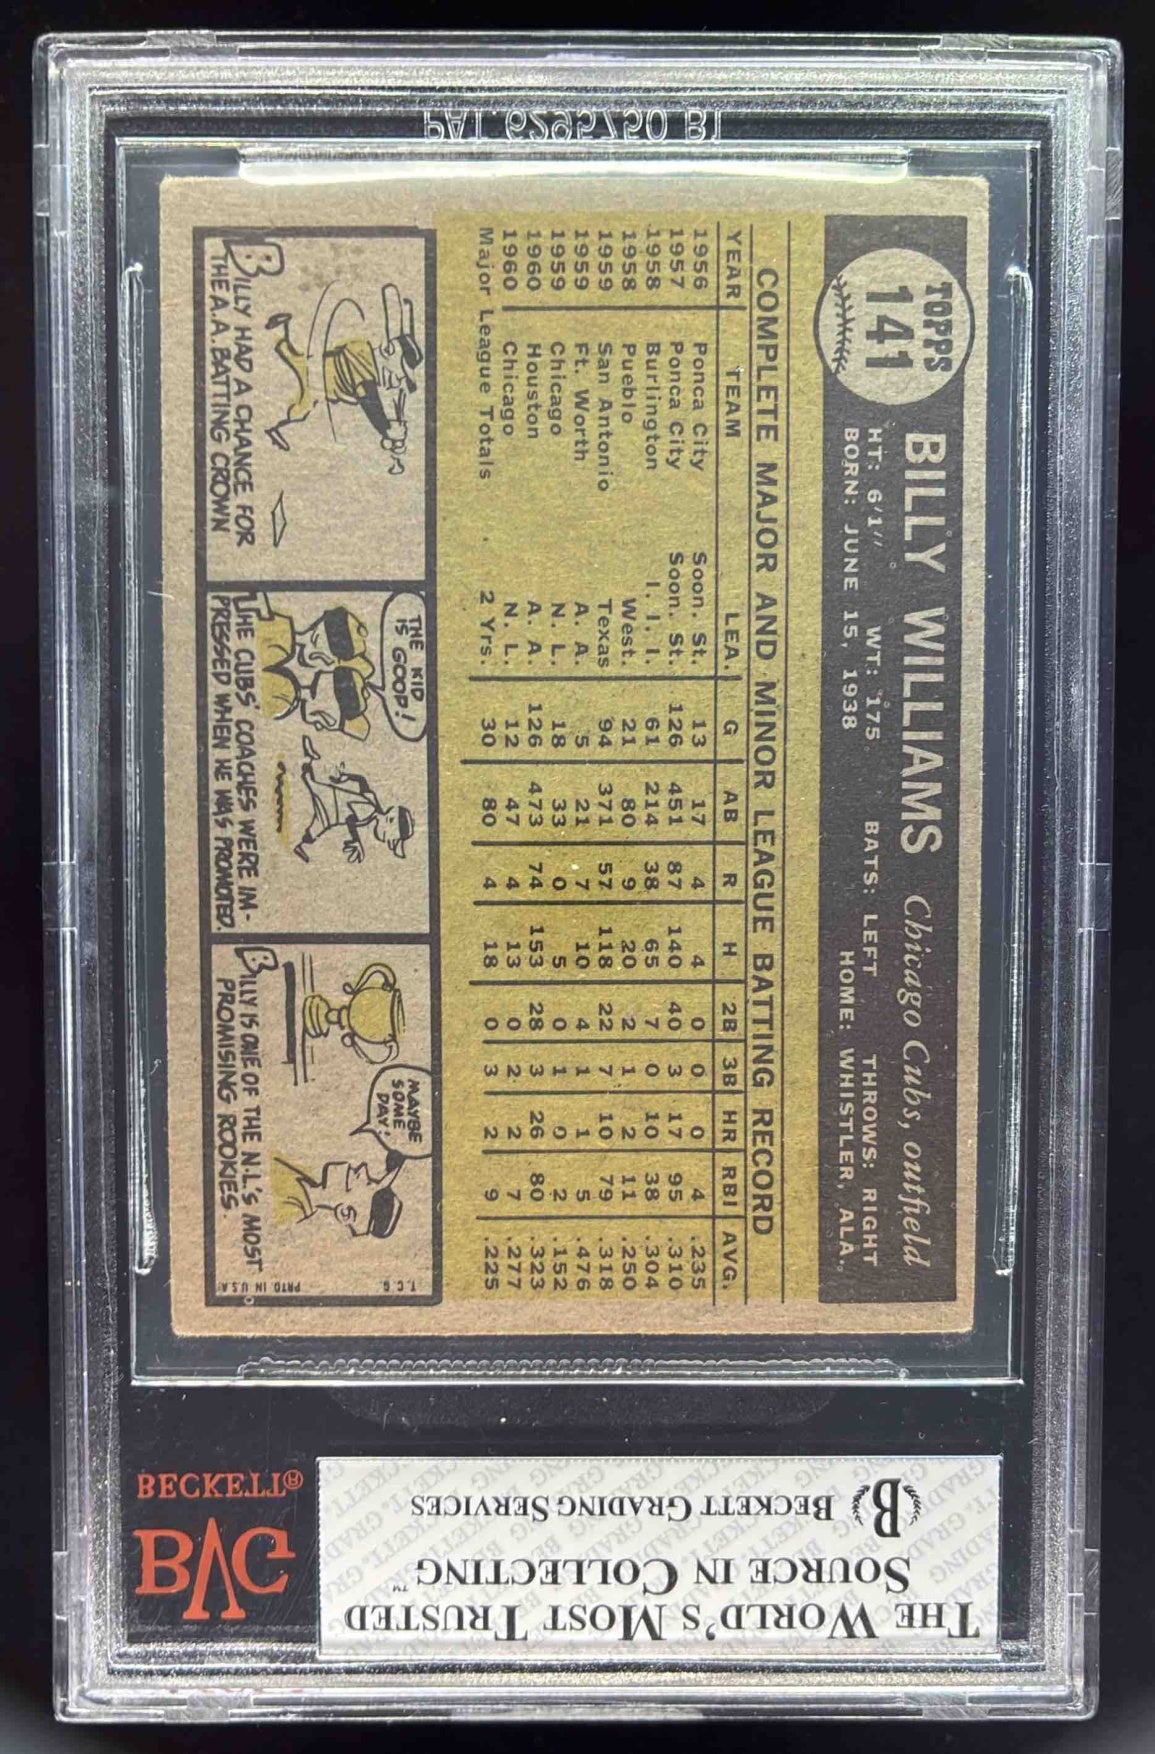 PAT. 6295750 B1
TOPPS
141
BILLY WILLIAMS Chicago Cubs, outfield
HT: 6'1" WT: 175 BATS: LEFT THROWS: RIGHT
BORN: JUNE 15, 1938 HOME: WHISTLER, ALA.
COMPLETE MAJOR AND MINOR LEAGUE BATTING RECORD
YEAR TEAM LEA. G AB R H 2B 3B HR RBI AVG.
1956 Ponca City Soon. St. 13 17 4 4 0 0 0 4 .235
1957 Ponca City Soon. St. 126 451 87 140 40 3 17 95 .310
1958 Burlington I. I. I. 61 214 38 65 7 0 10 38 .304
1958 Pueblo West. 21 80 9 20 2 1 2 11 .250
1959 San Antonio Texas 94 371 57 118 22 7 10 79 .318
1959 Ft. Worth A. A. 5 21 7 10 4 1 1 5 .476
1959 Chicago N. L. 18 33 0 5 0 1 0 2 .152
1960 Houston A. A. 126 473 74 153 28 3 26 80 .323
1960 Chicago N. L. 12 47 4 13 0 2 2 7 .277
Major League Totals 2 Yrs. 30 80 4 18 0 3 2 9 .225
BILLY HAD A CHANCE FOR
THE A.A. BATTING CROWN
THE KID
IS GOOD!
THE CUBS' COACHES WERE IM-
PRESSED WHEN HE WAS PROMOTED.
MAYBE
SOME
DAY!
BILLY IS ONE OF THE N.L.'S MOST
PROMISING ROOKIES.
T.C.G. PRTD IN U.S.A.
THE WORLD'S MOST TRUSTED
SOURCE IN COLLECTING™
BECKETT GRADING SERVICES
BECKETT®
BVG